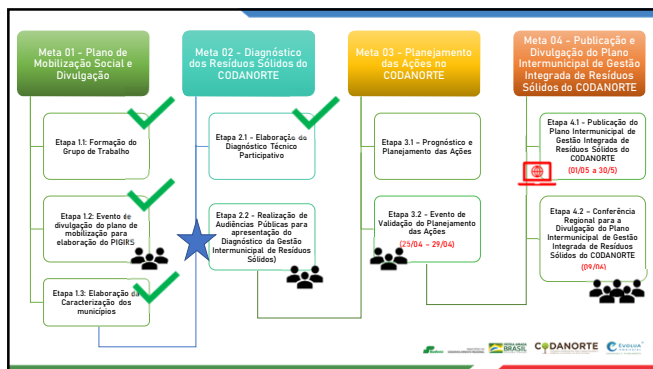 Meta 01 - Plano de
Mobilização Social e
Divulgação
Etapa 1.1: Formação do
Grupo de Trabalho
Etapa 1.2: Evento de
divulgação do plano de
mobilização para
elaboração do PIGIRS
Etapa 1.3: Elaboração da
Caracterização dos
municípios
Meta 02 - Diagnóstico
dos Resíduos Sólidos do
CODANORTE
Etapa 2.1 - Elaboração de
Diagnóstico Técnico
Participativo
Etapa 2.2 - Realização de
Audiências Públicas para
apresentação do
Diagnóstico da Gestão
Intermunicipal de Resíduos
Sólidos)
Meta 03 - Planejamento
das Ações no
CODANORTE
Etapa 3.1 - Prognóstico e
Planejamento das Ações
Etapa 3.2 - Evento de
Validação do Planejamento
das Ações
(25/04 – 29/04)
Meta 04 - Publicação e
Divulgação do Plano
Intermunicipal de Gestão
Integrada de Resíduos
Sólidos do CODANORTE
Etapa 4.1 - Publicação do
Plano Intermunicipal de
Gestão Integrada de
Resíduos Sólidos do
CODANORTE
(01/05 a 30/5)
Etapa 4.2 - Conferência
Regional para a
Divulgação do Plano
Intermunicipal de Gestão
Integrada de Resíduos
Sólidos do CODANORTE
(09/06)
DESENVOLVIMENTO REGIONAL
PÁTRIA AMADA
BRASIL
CODANORTE
EVOLUA
AMBIENTAL